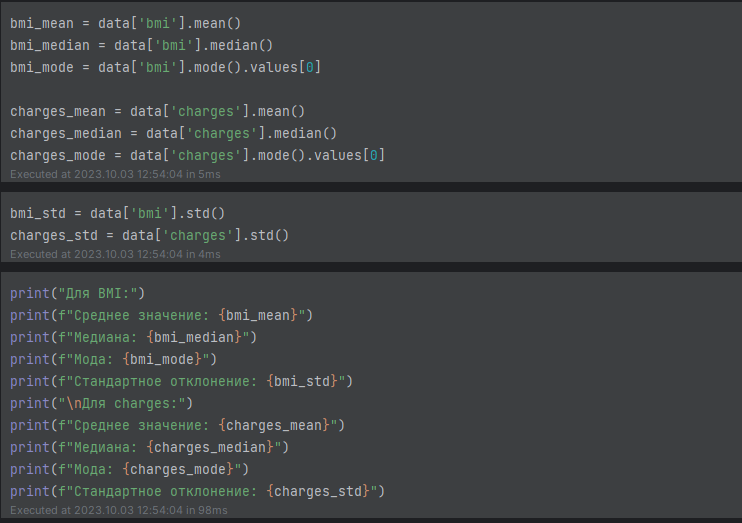 bmi_mean = data['bmi'].mean()
bmi_median = data['bmi'].median()
bmi_mode = data['bmi'].mode().values[0]
charges_mean = data['charges'].mean()
charges_median = data['charges'].median()
charges_mode = data['charges'].mode().values[0]
Executed at 2023.10.03 12:54:04 in 5ms
bmi_std = data['bmi'].std()
charges_std = data['charges'].std()
Executed at 2023.10.03 12:54:04 in 4ms
print("Для BMI:")
print(f"Среднее значение: {bmi_mean}")
print(f"Медиана: {bmi_median}")
print(f"Мода: {bmi_mode}")
print(f"Стандартное отклонение: {bmi_std}")
print("\nДля charges:")
print(f"Среднее значение: {charges_mean}")
print(f"Медиана: {charges_median}")
print(f"Мода: {charges_mode}")
print(f"Стандартное отклонение: {charges_std}")
Executed at 2023.10.03 12:54:04 in 98ms